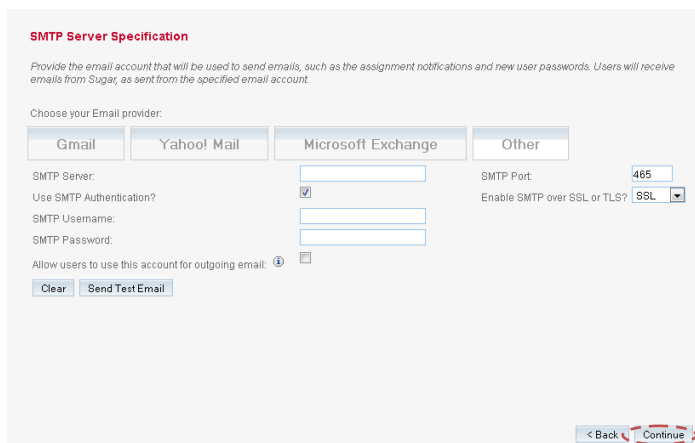 SMTP Server Specification
Provide the email account that will be used to send emails, such as the assignment notifications and new user passwords. Users will receive
emails from Sugar, as sent from the specified email account.
Choose your Email provider:
Gmail Yahoo! Mail Microsoft Exchange Other
SMTP Server: SMTP Port: 465
Use SMTP Authentication? Enable SMTP over SSL or TLS? SSL
SMTP Username:
SMTP Password:
Allow users to use this account for outgoing email: i
Clear Send Test Email
< Back Continue